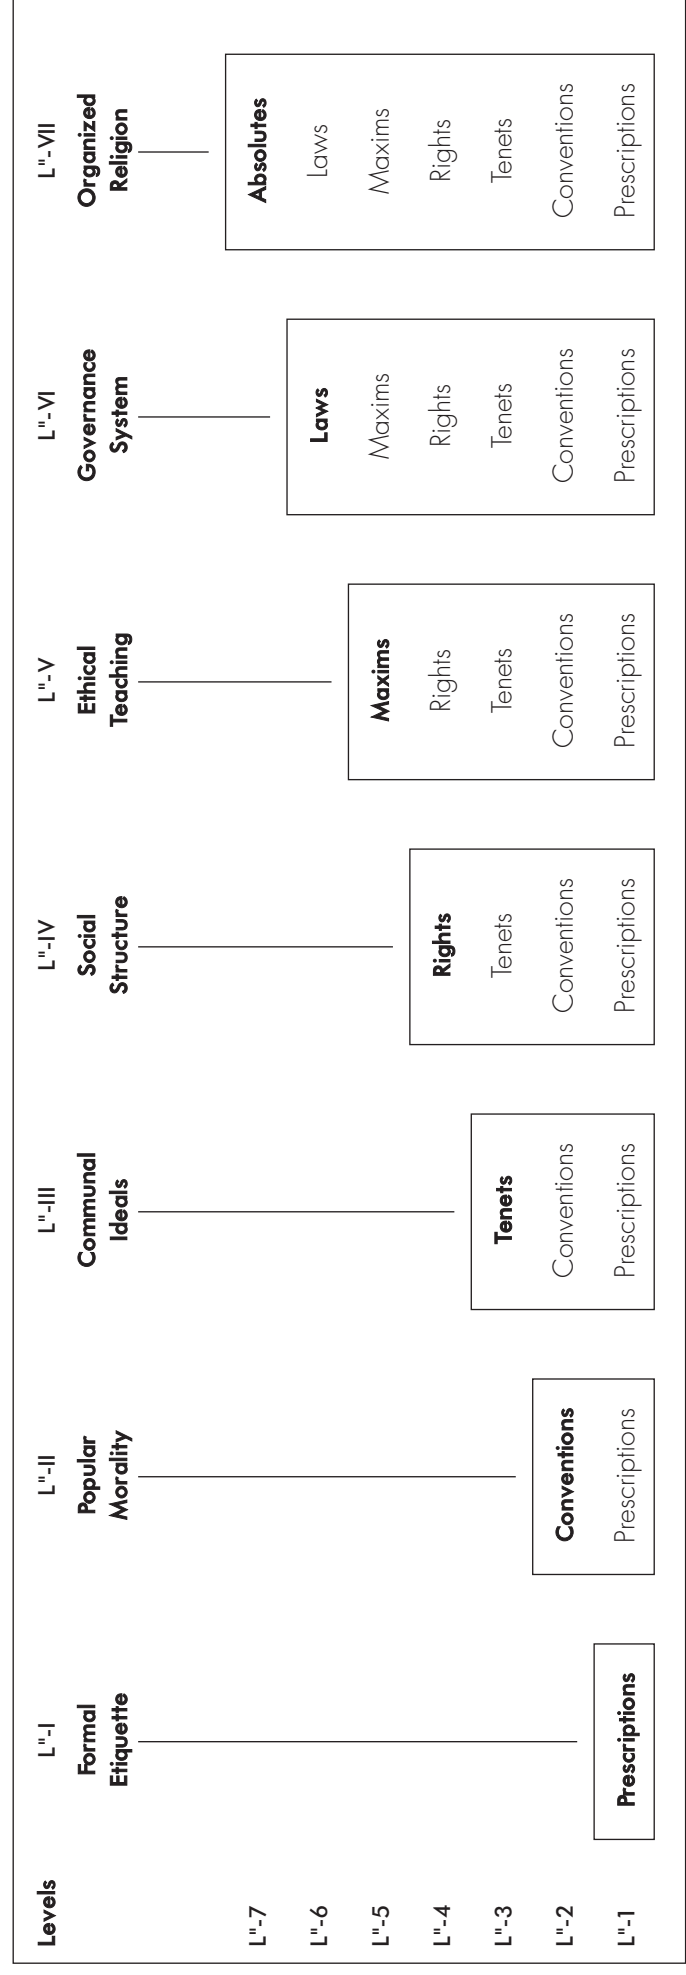 Levels L"-I L"-II L"-III L"-IV L"-V L"-VI L"-VII
Formal Popular Communal Social Ethical Governance Organized
Etiquette Morality Ideals Structure Teaching System Religion
L"-7 Absolutes
L"-6 Laws Laws
L"-5 Maxims Maxims Maxims
L"-4 Rights Rights Rights Rights
L"-3 Tenets Tenets Tenets Tenets Tenets
L"-2 Conventions Conventions Conventions Conventions Conventions Conventions
L"-1 Prescriptions Prescriptions Prescriptions Prescriptions Prescriptions Prescriptions Prescriptions